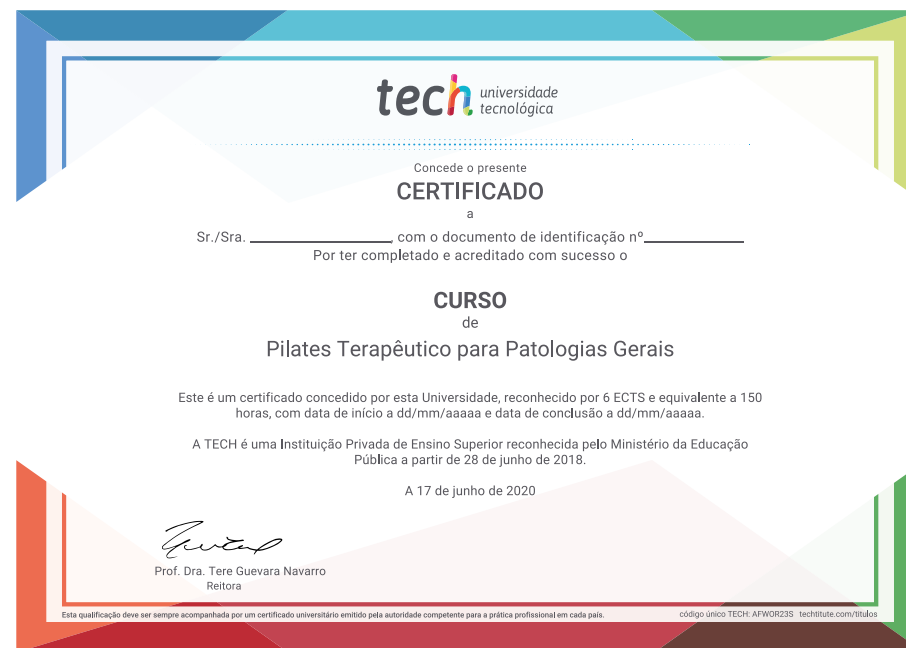 tech universidade
tecnológica
Concede o presente
CERTIFICADO
a
Sr./Sra. , com o documento de identificação nº
Por ter completado e acreditado com sucesso o
CURSO
de
Pilates Terapêutico para Patologias Gerais
Este é um certificado concedido por esta Universidade, reconhecido por 6 ECTS e equivalente a 150
horas, com data de início a dd/mm/aaaaa e data de conclusão a dd/mm/aaaaa.
A TECH é uma Instituição Privada de Ensino Superior reconhecida pelo Ministério da Educação
Pública a partir de 28 de junho de 2018.
A 17 de junho de 2020
Prof. Dra. Tere Guevara Navarro
Reitora
Esta qualificação deve ser sempre acompanhada por um certificado universitário emitido pela autoridade competente para a prática profissional em cada país.
código único TECH: AFWOR23S techtitute.com/titulos